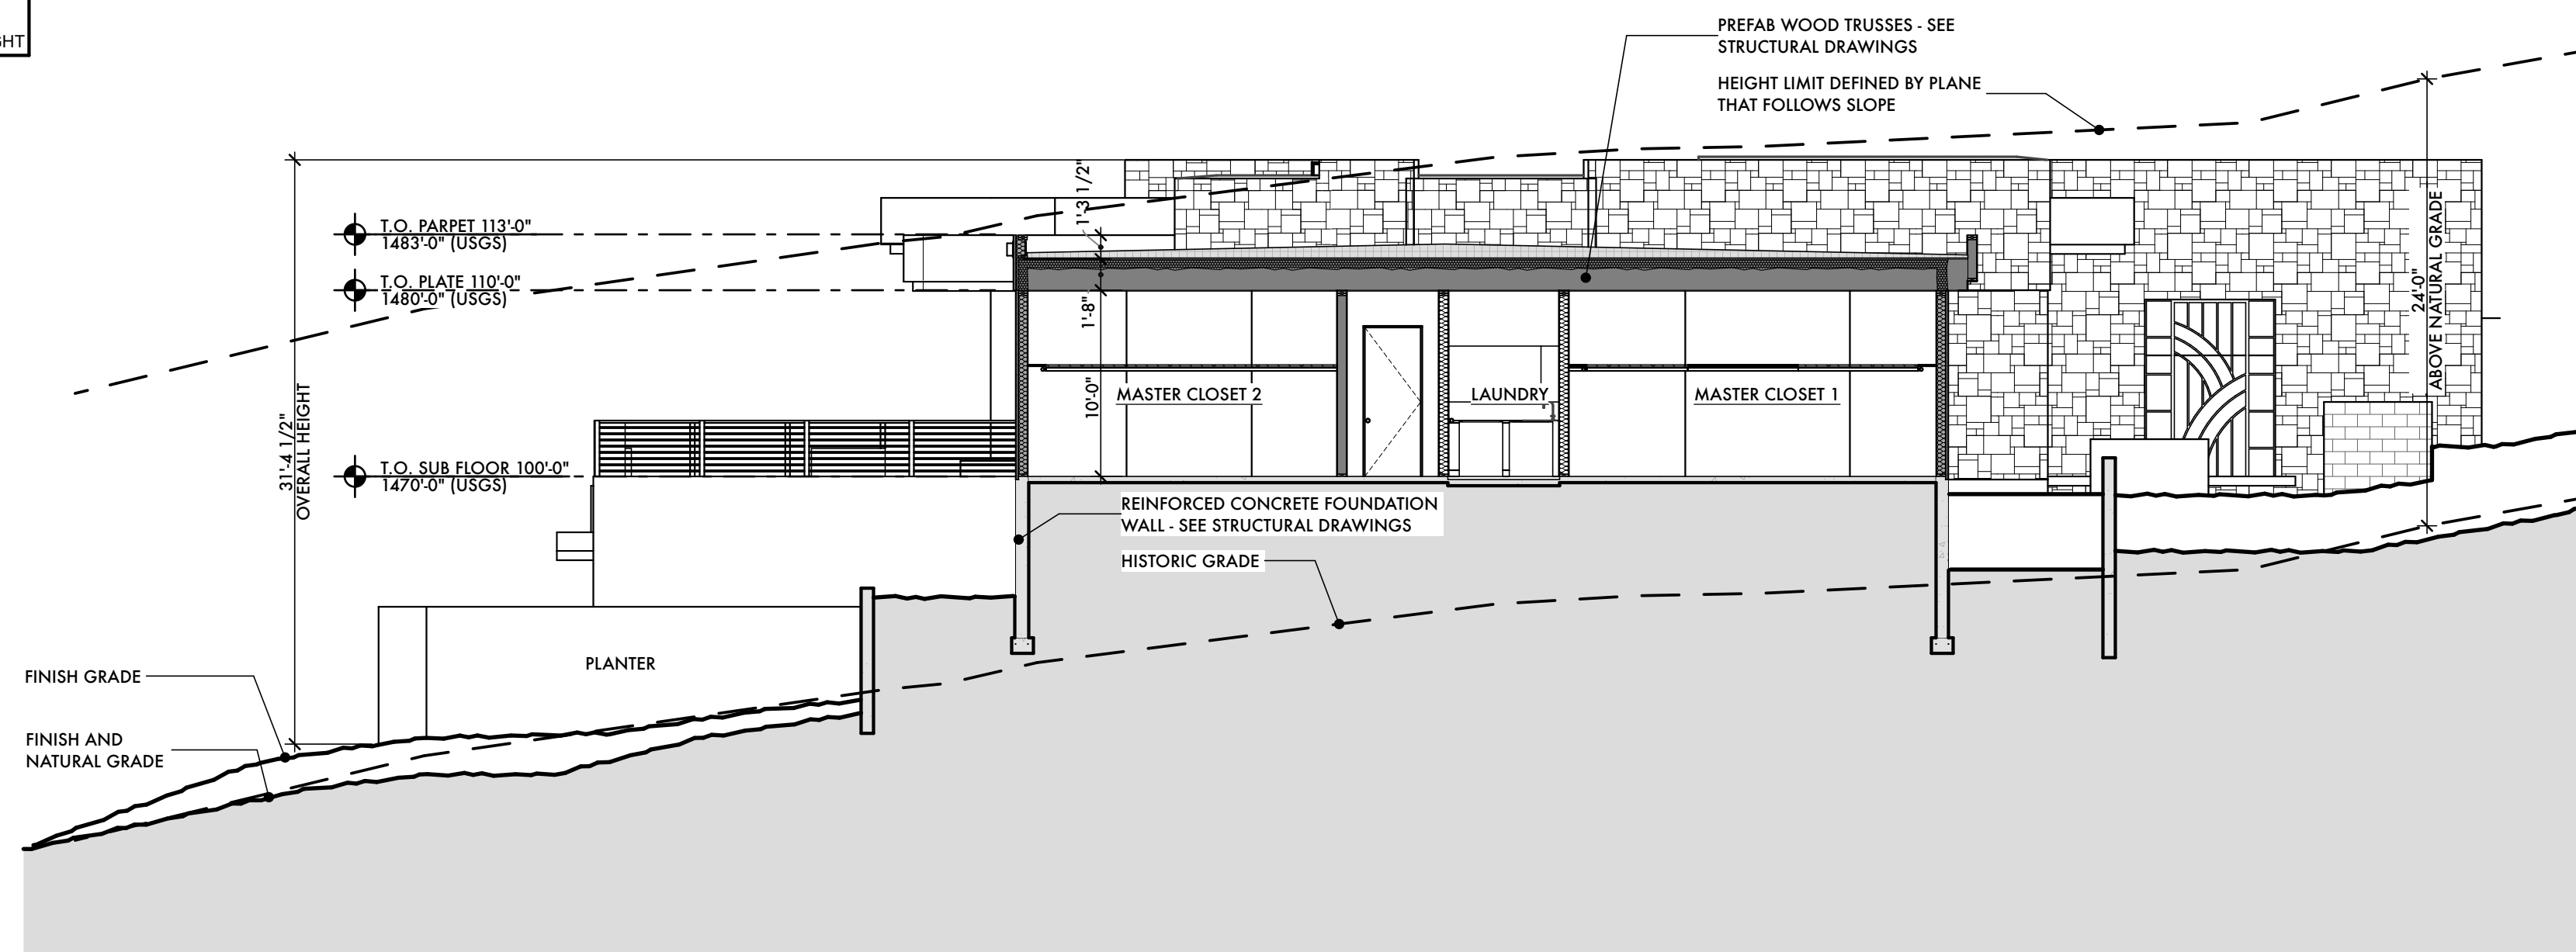 GHT
PREFAB WOOD TRUSSES - SEE
STRUCTURAL DRAWINGS
HEIGHT LIMIT DEFINED BY PLANE
THAT FOLLOWS SLOPE
1'-3 1/2"
T.O. PARPET 113'-0"
1483'-0" (USGS)
T.O. PLATE 110'-0"
1480'-0" (USGS)
1'-8"
24'-0"
ABOVE NATURAL GRADE
10'-0"
MASTER CLOSET 2
LAUNDRY
MASTER CLOSET 1
31'-4 1/2"
OVERALL HEIGHT
T.O. SUB FLOOR 100'-0"
1470'-0" (USGS)
REINFORCED CONCRETE FOUNDATION
WALL - SEE STRUCTURAL DRAWINGS
HISTORIC GRADE
PLANTER
FINISH GRADE
FINISH AND
NATURAL GRADE